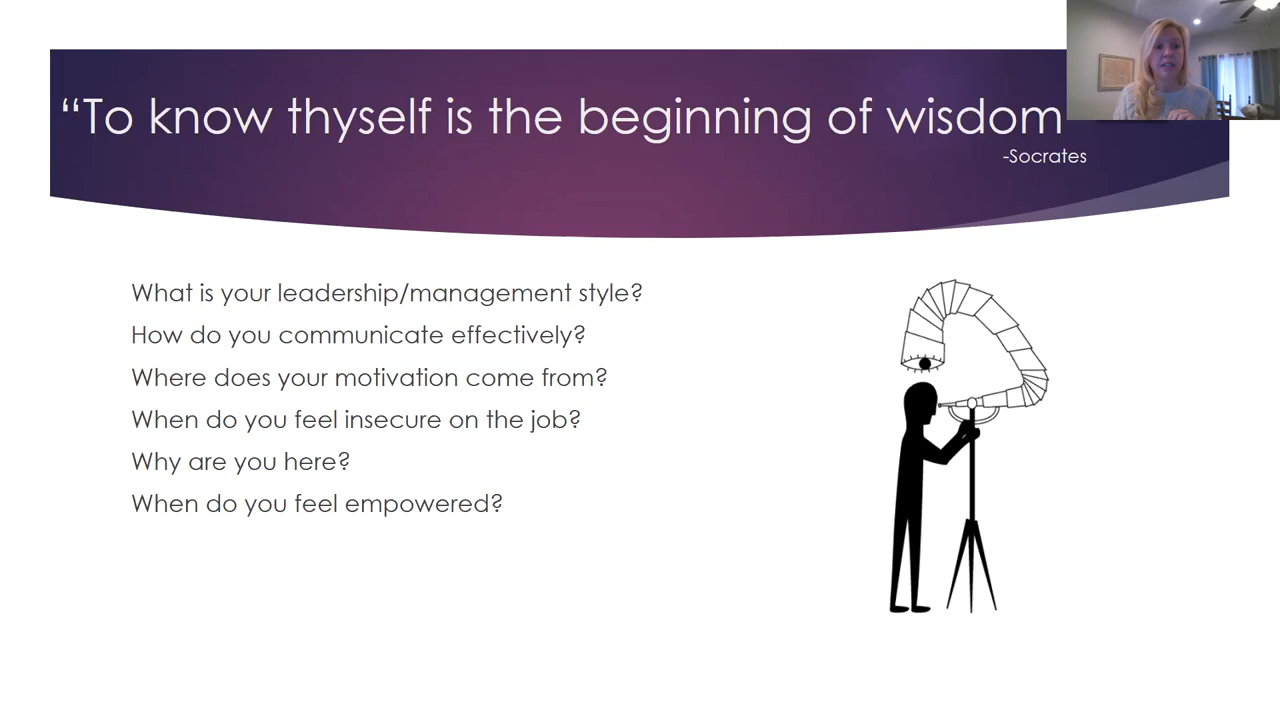 “To know thyself is the beginning of wisdom
-Socrates
What is your leadership/management style?
How do you communicate effectively?
Where does your motivation come from?
When do you feel insecure on the job?
Why are you here?
When do you feel empowered?